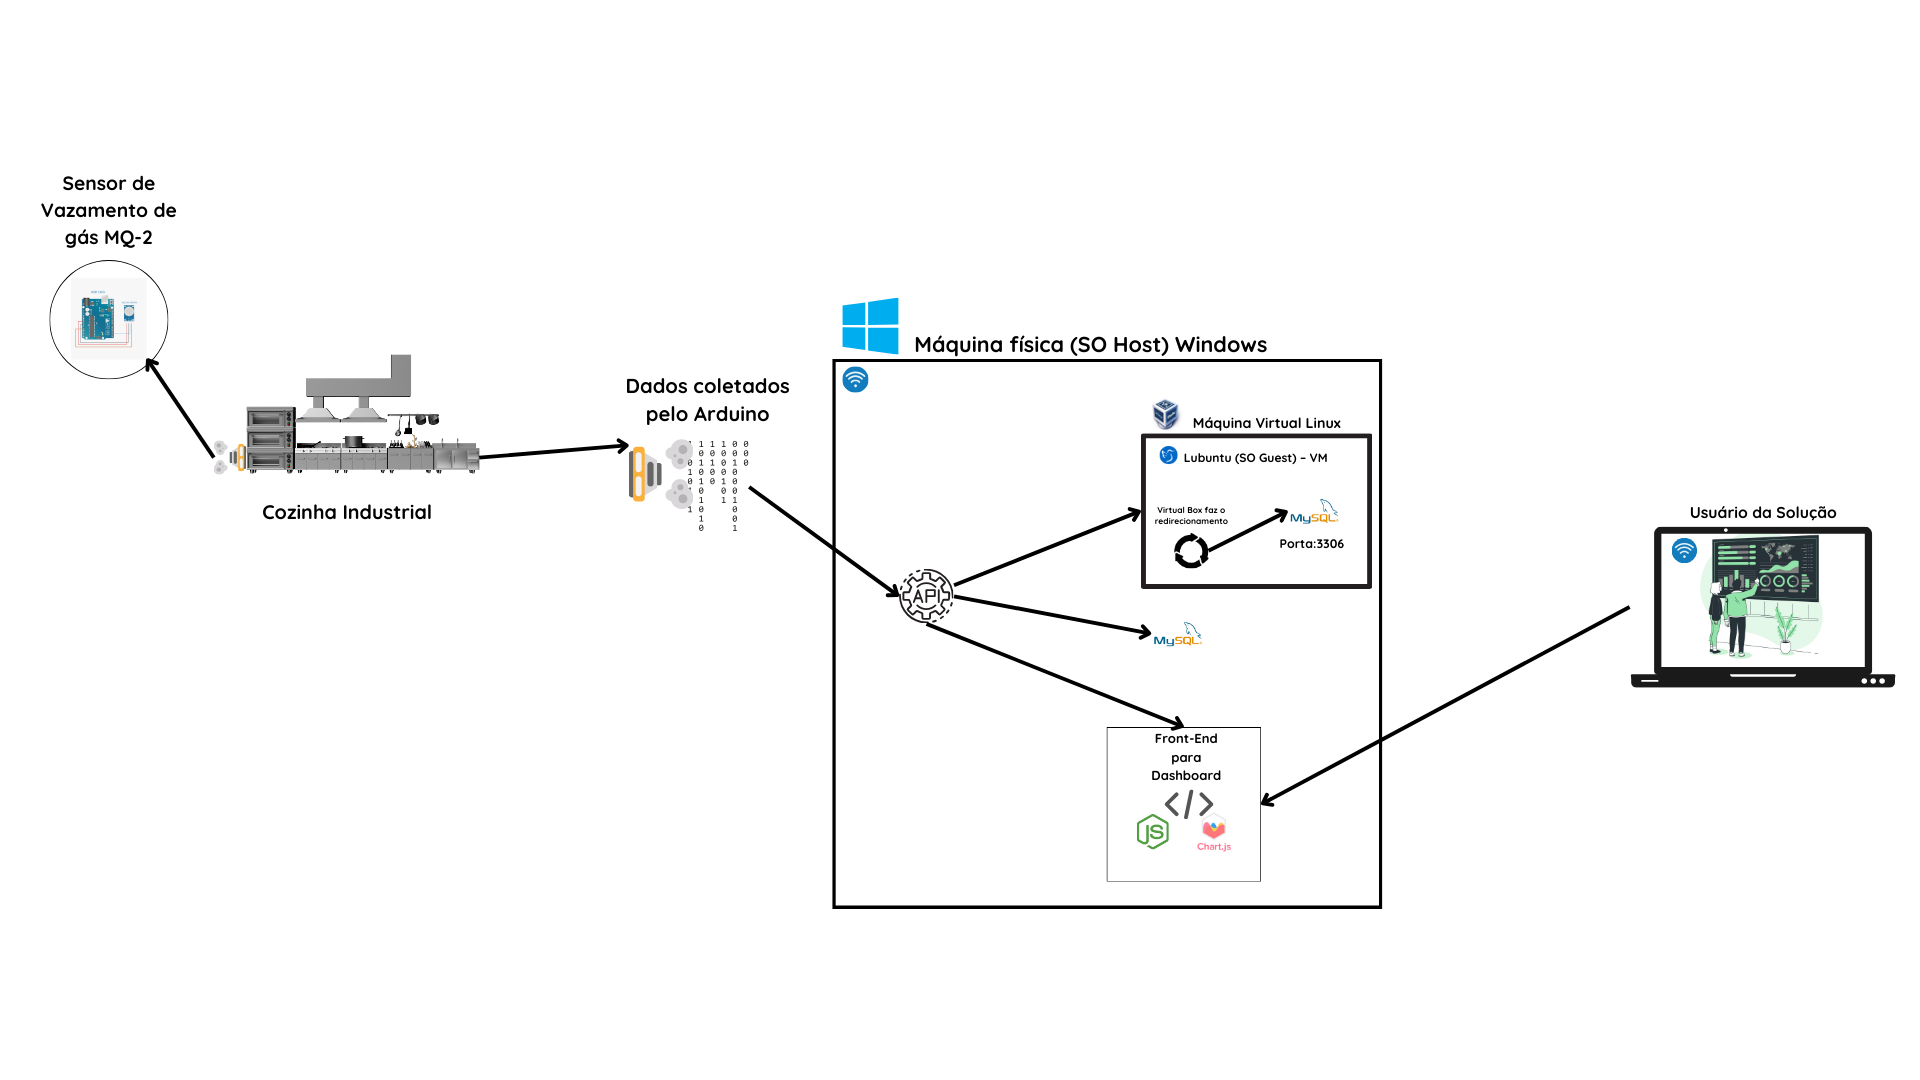 Sensor de
Vazamento de
gás MQ-2
Cozinha Industrial
Dados coletados
pelo Arduino
Máquina física (SO Host) Windows
Máquina Virtual Linux
Lubuntu (SO Guest) - VM
Virtual Box faz o
redirecionamento
MySQL
Porta:3306
API
MySQL
Front-End
para
Dashboard
</>
JS
Chart.js
Usuário da Solução